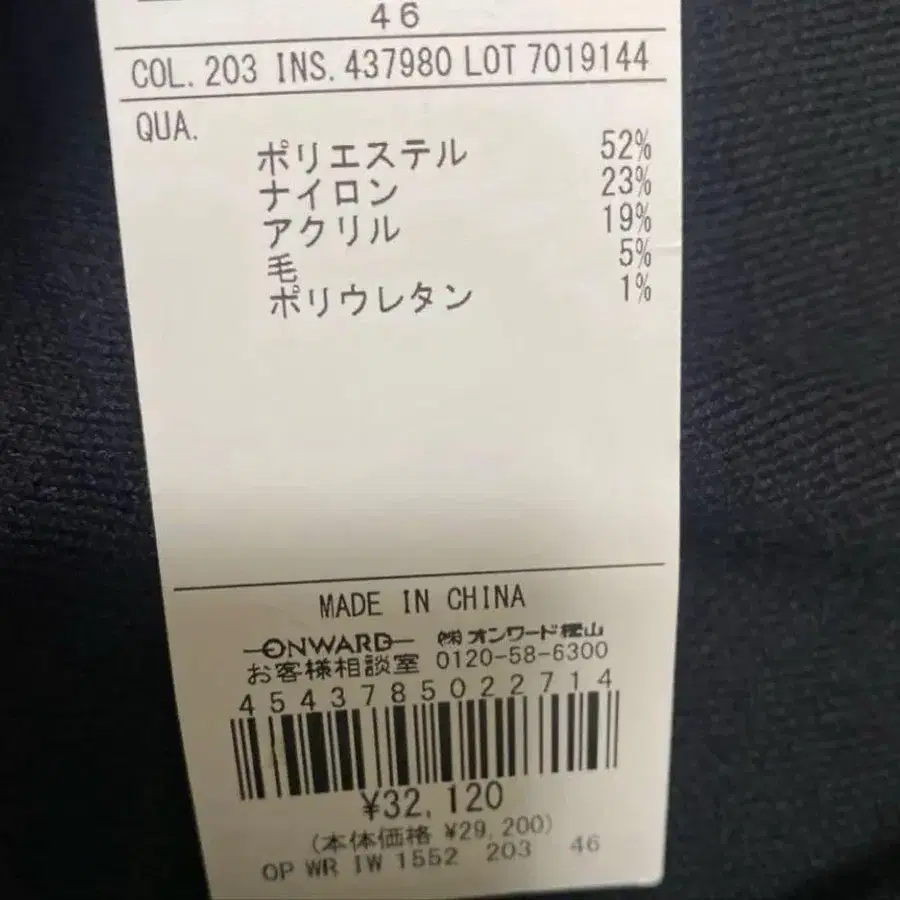 46
COL. 203 INS. 437980 LOT 7019144
QUA.
ポリエステル 52%
ナイロン 23%
アクリル 19%
毛 5%
ポリウレタン 1%
MADE IN CHINA
ONWARD ㈱オンワード樫山
お客様相談室 0120-58-6300
4543785022714
¥32,120
(本体価格 ¥29,200)
OP WR IW 1552 203 46